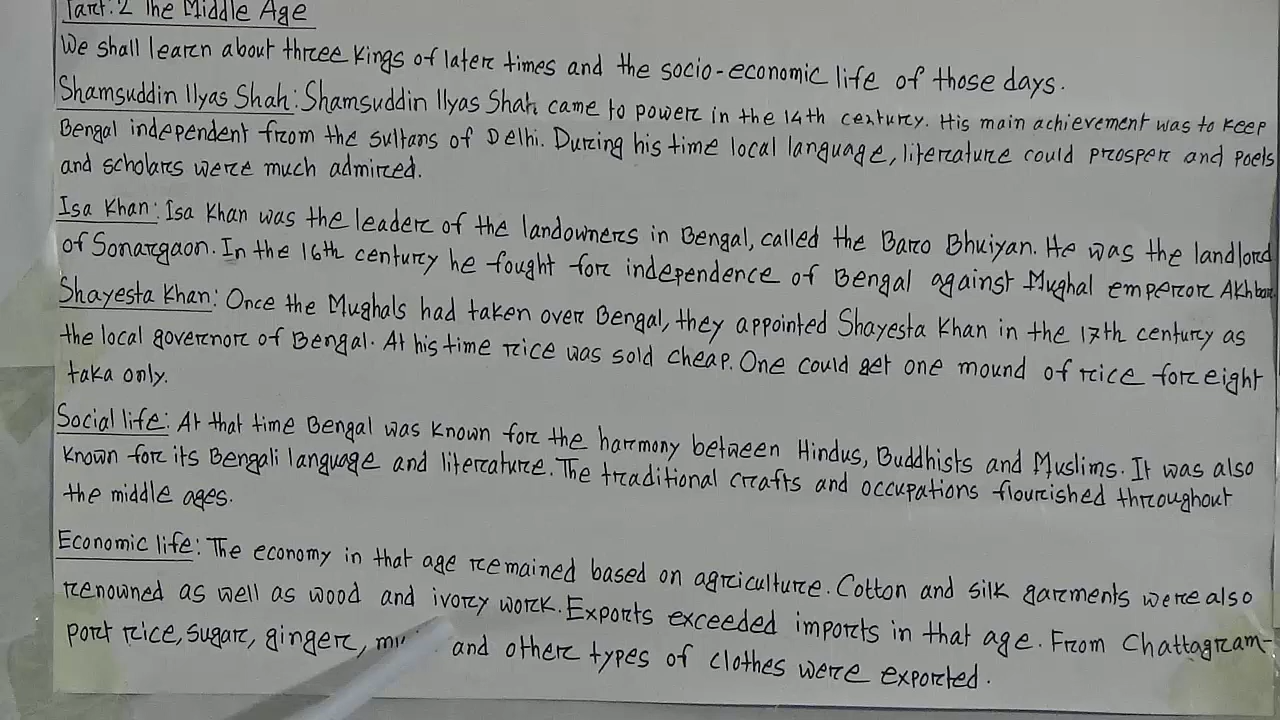 Part:2 The Middle Age
We shall learn about three kings of later times and the socio-economic life of those days.
Shamsuddin Ilyas Shah: Shamsuddin Ilyas Shah came to power in the 14th century. His main achievement was to keep
Bengal independent from the sultans of Delhi. During his time local language, literature could prosper and poets
and scholars were much admired.
Isa Khan: Isa Khan was the leader of the landowners in Bengal, called the Baro Bhuiyan. He was the landlord
of Sonargaon. In the 16th century he fought for independence of Bengal against Mughal emperor Akhbar.
Shayesta Khan: Once the Mughals had taken over Bengal, they appointed Shayesta Khan in the 17th century as
the local governor of Bengal. At his time rice was sold cheap. One could get one mound of rice for eight
taka only.
Social life: At that time Bengal was known for the harmony between Hindus, Buddhists and Muslims. It was also
known for its Bengali language and literature. The traditional crafts and occupations flourished throughout
the middle ages.
Economic life: The economy in that age remained based on agriculture. Cotton and silk garments were also
renowned as well as wood and ivory work. Exports exceeded imports in that age. From Chattagram-
port rice, sugar, ginger, and other types of clothes were exported.